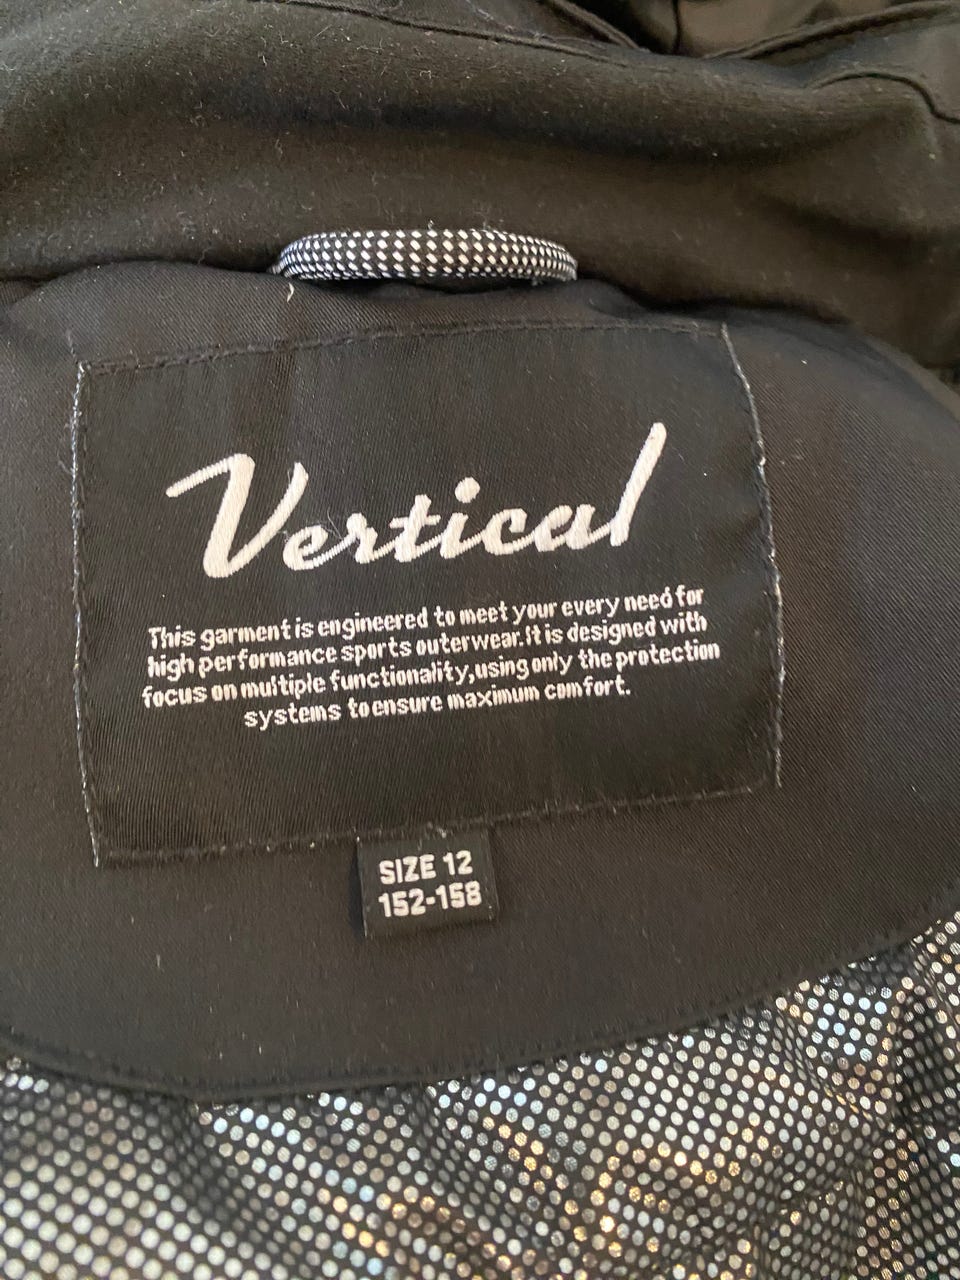 Vertical
This garment is engineered to meet your every need for
high performance sports outerwear.It is designed with
focus on multiple functionality,using only the protection
systems to ensure maximum comfort.
SIZE 12
152-158